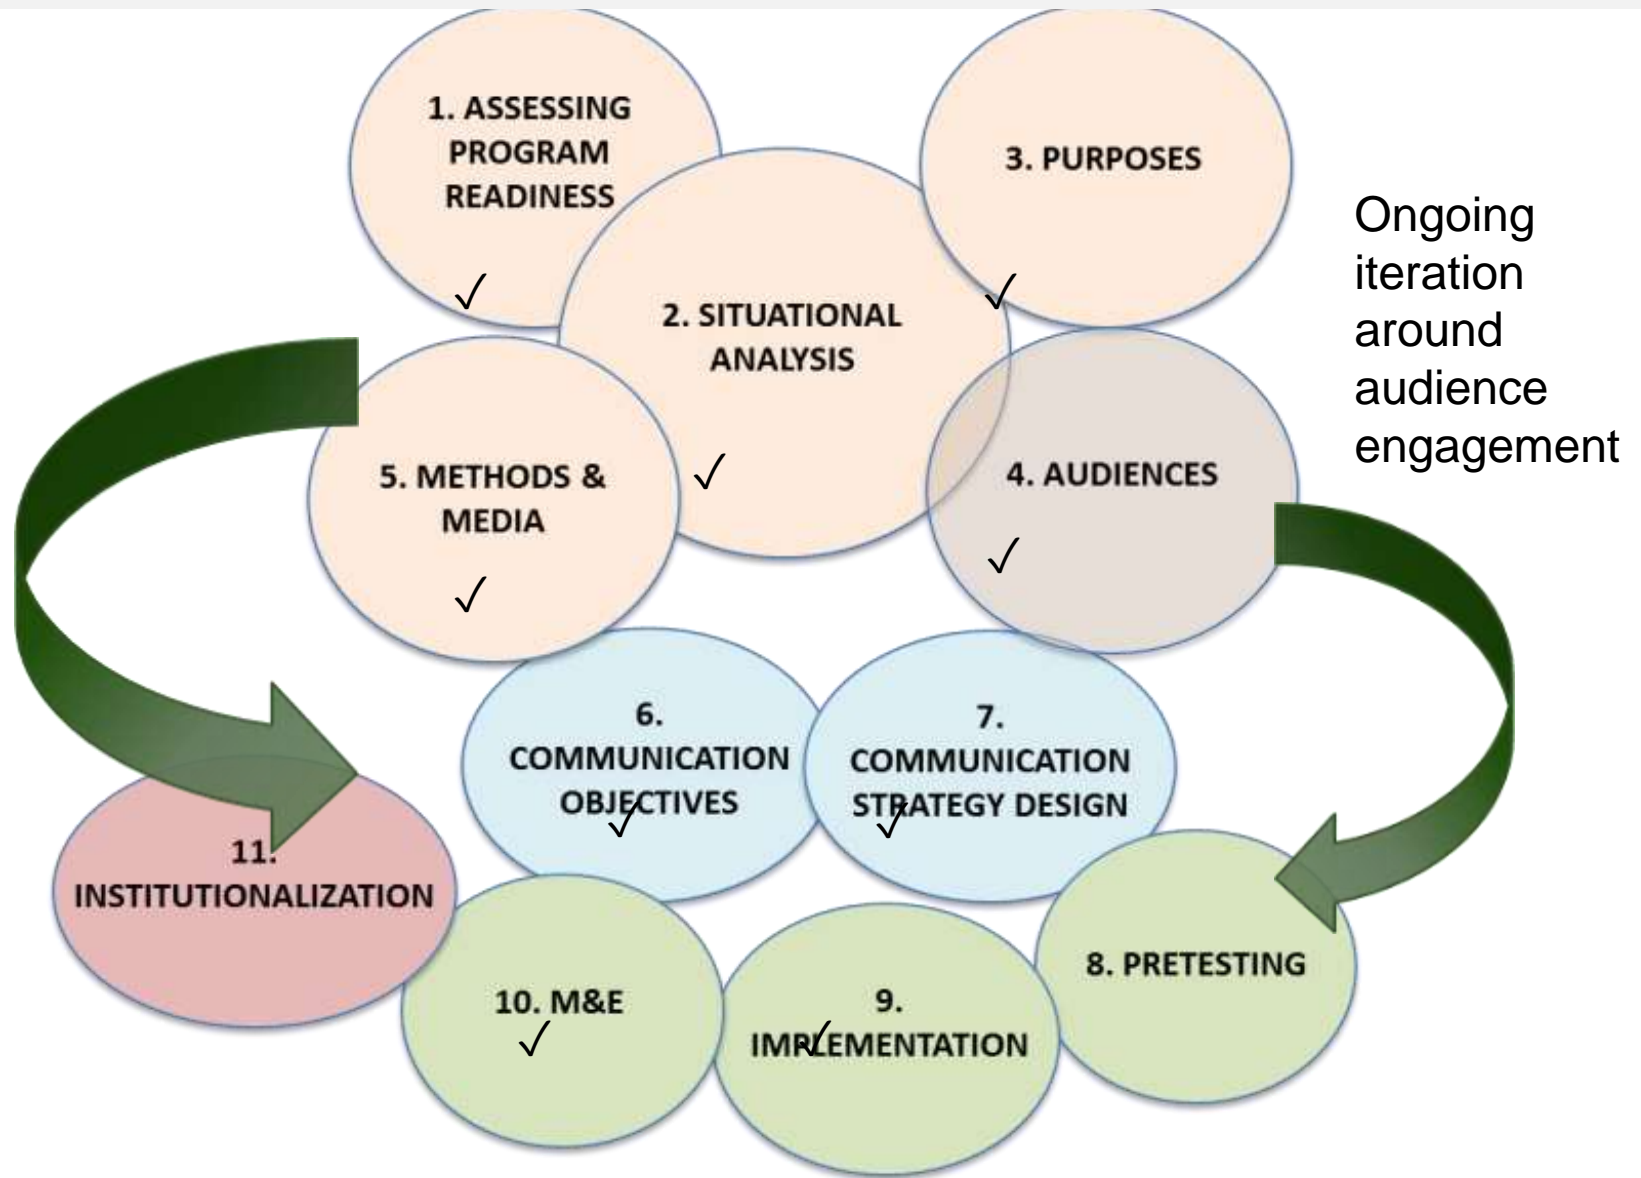 1. ASSESSING
PROGRAM
READINESS
2. SITUATIONAL
ANALYSIS
3. PURPOSES
Ongoing
iteration
around
audience
engagement
4. AUDIENCES
5. METHODS &
MEDIA
6.
COMMUNICATION
OBJECTIVES
7.
COMMUNICATION
STRATEGY DESIGN
8. PRETESTING
9.
IMPLEMENTATION
10. M&E
11.
INSTITUTIONALIZATION